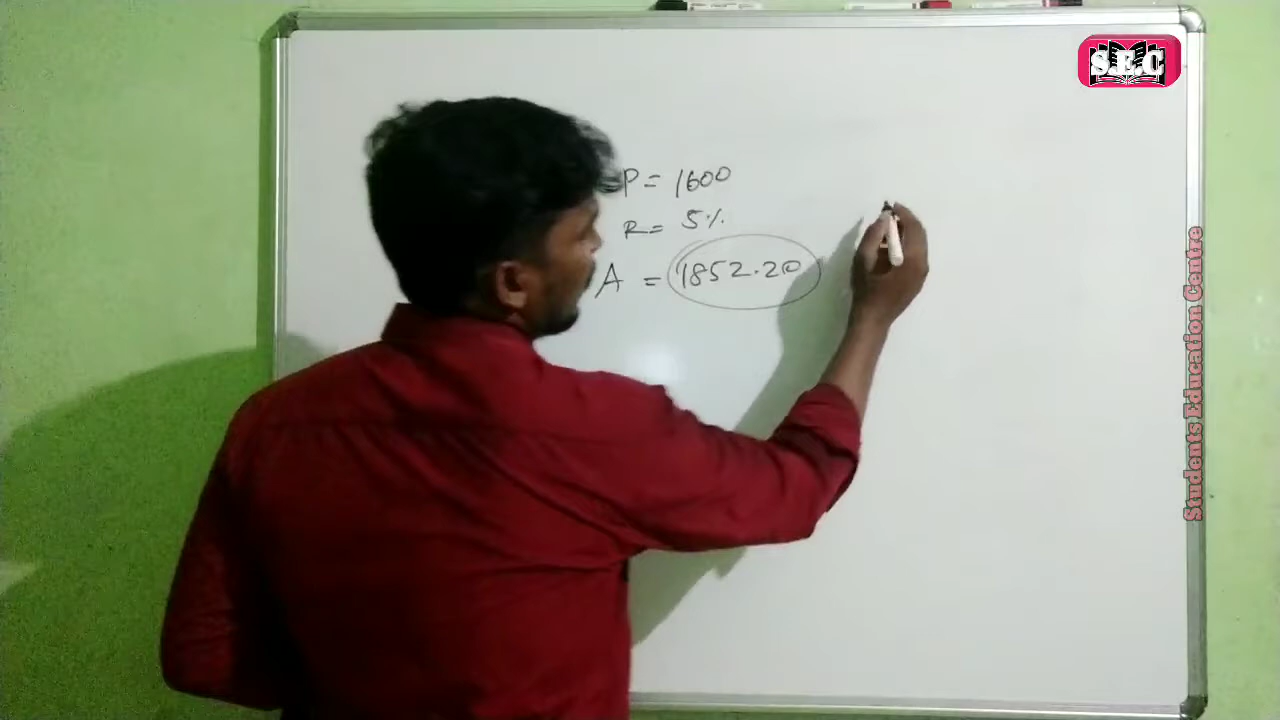 S.E.C
P = 1600
R = 5%
A = 1852.20
Students Education Centre